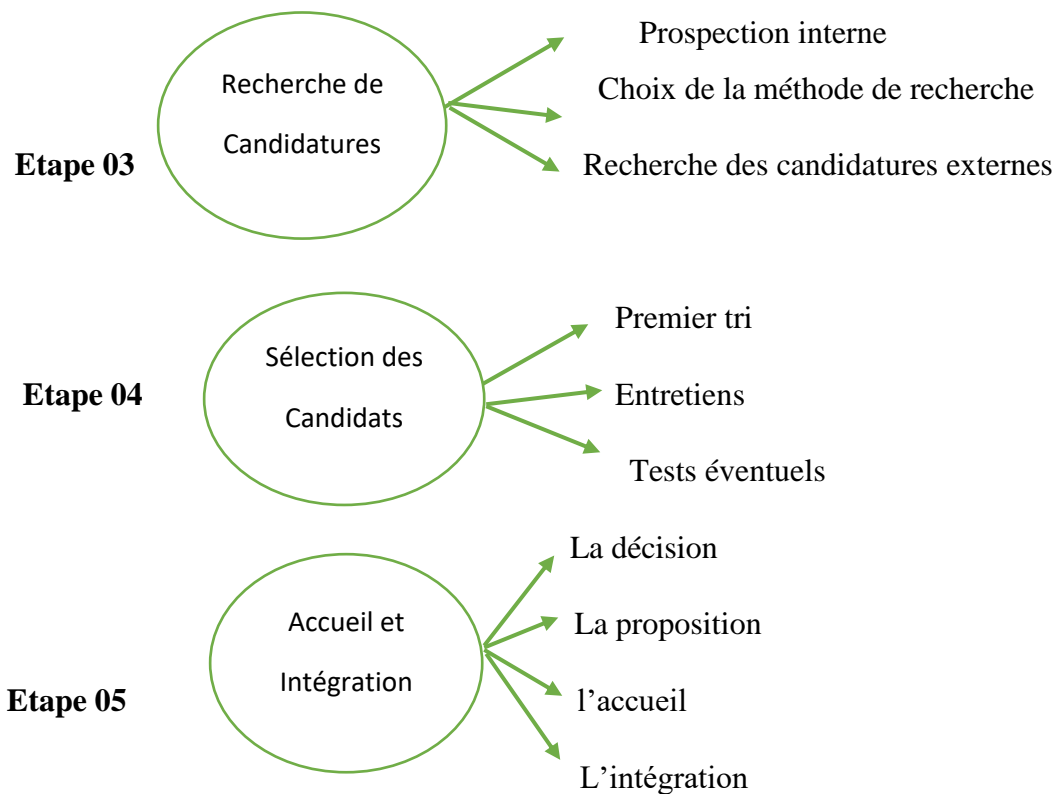 Etape 03
Recherche de
Candidatures
Prospection interne
Choix de la méthode de recherche
Recherche des candidatures externes
Etape 04
Sélection des
Candidats
Premier tri
Entretiens
Tests éventuels
Etape 05
Accueil et
Intégration
La décision
La proposition
l’accueil
L’intégration